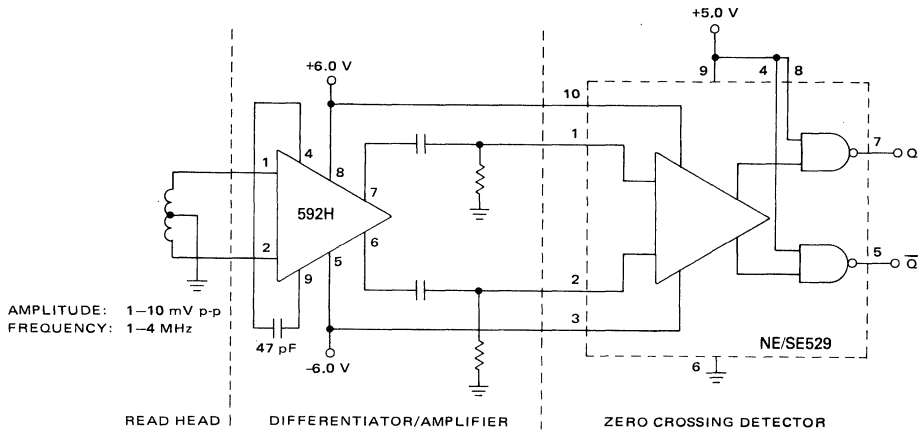 +5.0 V
+6.0 V
9
4
8
10
1
4
1
8
7
7
Q
592H
2
6
5
9
5
Q̅
2
3
AMPLITUDE: 1–10 mV p-p
FREQUENCY: 1–4 MHz
47 pF
–6.0 V
NE/SE529
6
READ HEAD
DIFFERENTIATOR/AMPLIFIER
ZERO CROSSING DETECTOR